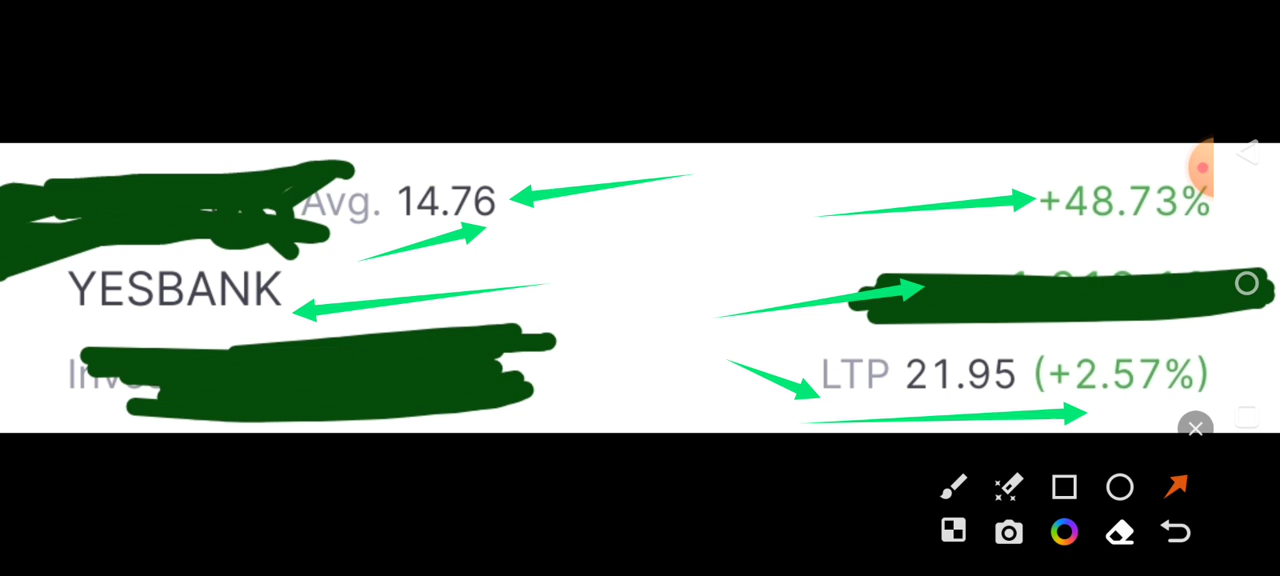 Avg. 14.76 +48.73%
YESBANK
LTP 21.95 (+2.57%)